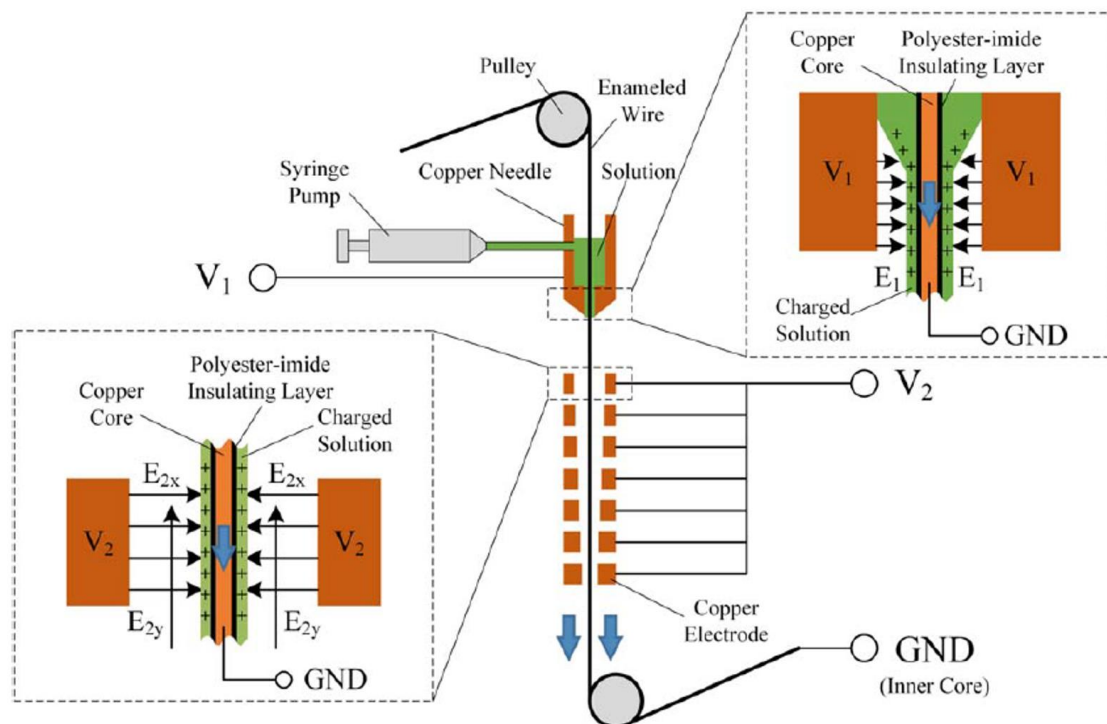 Pulley
Enameled
Wire
Syringe
Pump
Copper Needle
Solution
V1
Copper
Core
Polyester-imide
Insulating Layer
V1
V1
E1
E1
Charged
Solution
GND
V2
Polyester-imide
Insulating Layer
Copper
Core
Charged
Solution
E2x
E2x
V2
V2
E2y
E2y
GND
Copper
Electrode
GND
(Inner Core)
+ + + + + + + + + + + + + + + + + + + + + + + + + + + + + + + + + +